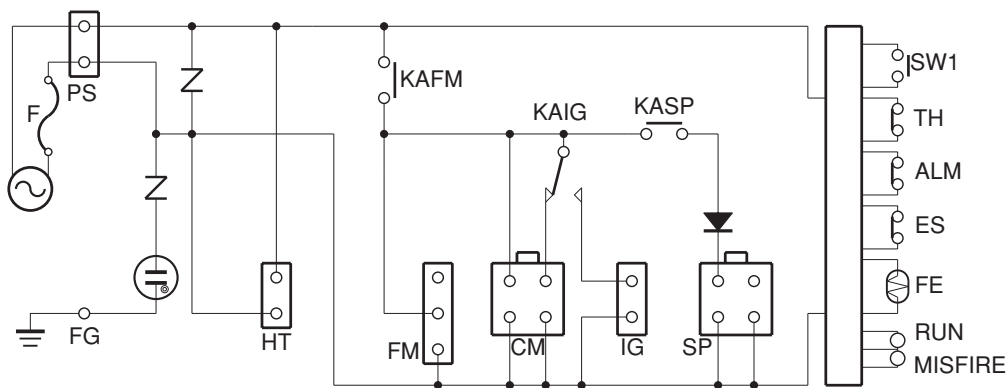 PS
F
KAFM
KAIG
KASP
SW1
TH
ALM
ES
FE
RUN
MISFIRE
FG
HT
FM
CM
IG
SP